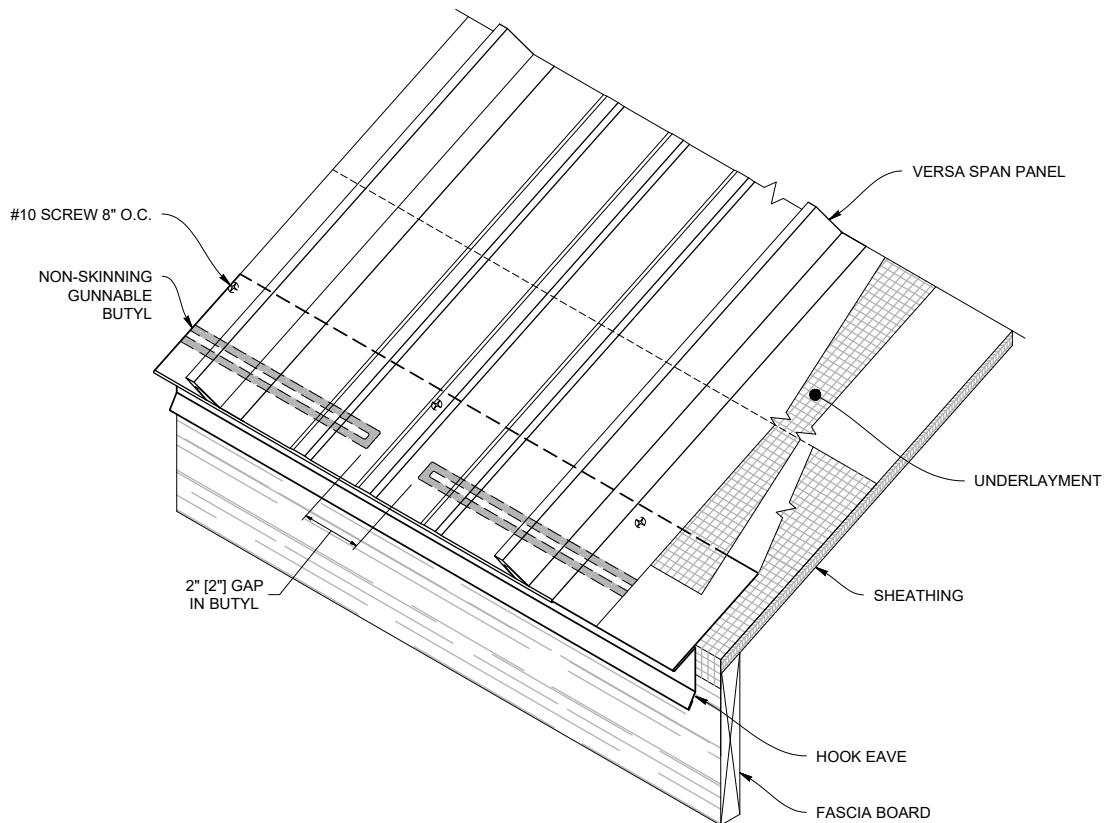 VERSA SPAN PANEL
#10 SCREW 8" O.C.
NON-SKINNING
GUNNABLE
BUTYL
UNDERLAYMENT
2" [2"] GAP
IN BUTYL
SHEATHING
HOOK EAVE
FASCIA BOARD